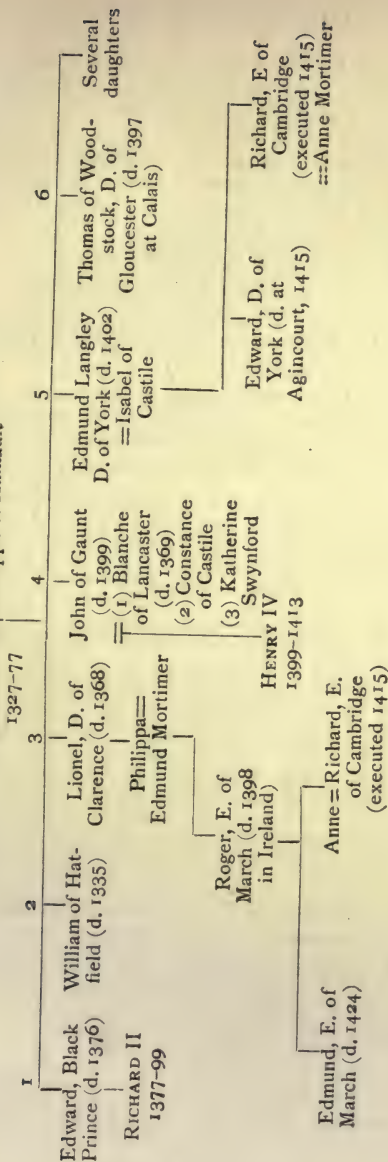 1327-77
1
2
3
4
5
6
Edward, Black
Prince (d. 1376)
RICHARD II
1377-99
William of Hat-
field (d. 1335)
Lionel, D. of
Clarence (d. 1368)
Philippa==
Edmund Mortimer
Roger, E. of
March (d. 1398
in Ireland)
Edmund, E. of
March (d. 1424)
Anne=Richard, E.
of Cambridge
(executed 1415)
John of Gaunt
(d. 1399)
= (1) Blanche
of Lancaster
(d. 1369)
(2) Constance
of Castile
(3) Katherine
Swynford
HENRY IV
1399-1413
Edmund Langley
D. of York (d. 1402)
==Isabel of
Castile
Edward, D. of
York (d. at
Agincourt, 1415)
Richard, E of
Cambridge
(executed 1415)
==Anne Mortimer
Thomas of Wood-
stock, D. of
Gloucester (d. 1397
at Calais)
Several
daughters